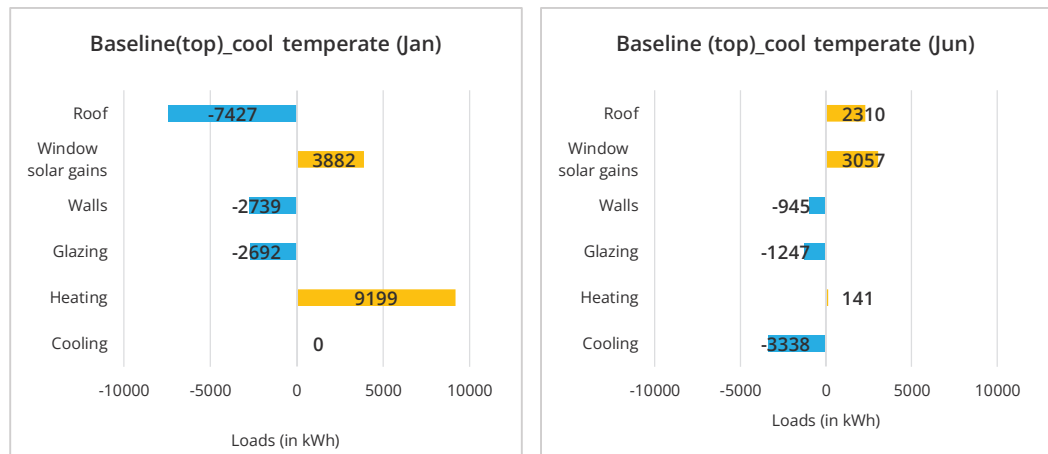 Baseline(top)_cool temperate (Jan)
Roof
-7427
Window
solar gains
3882
Walls
-2739
Glazing
-2692
Heating
9199
Cooling
0
-10000 -5000 0 5000 10000
Loads (in kWh)
Baseline (top)_cool temperate (Jun)
Roof
2310
Window
solar gains
3057
Walls
-945
Glazing
-1247
Heating
141
Cooling
-3338
-10000 -5000 0 5000 10000
Loads (in kWh)